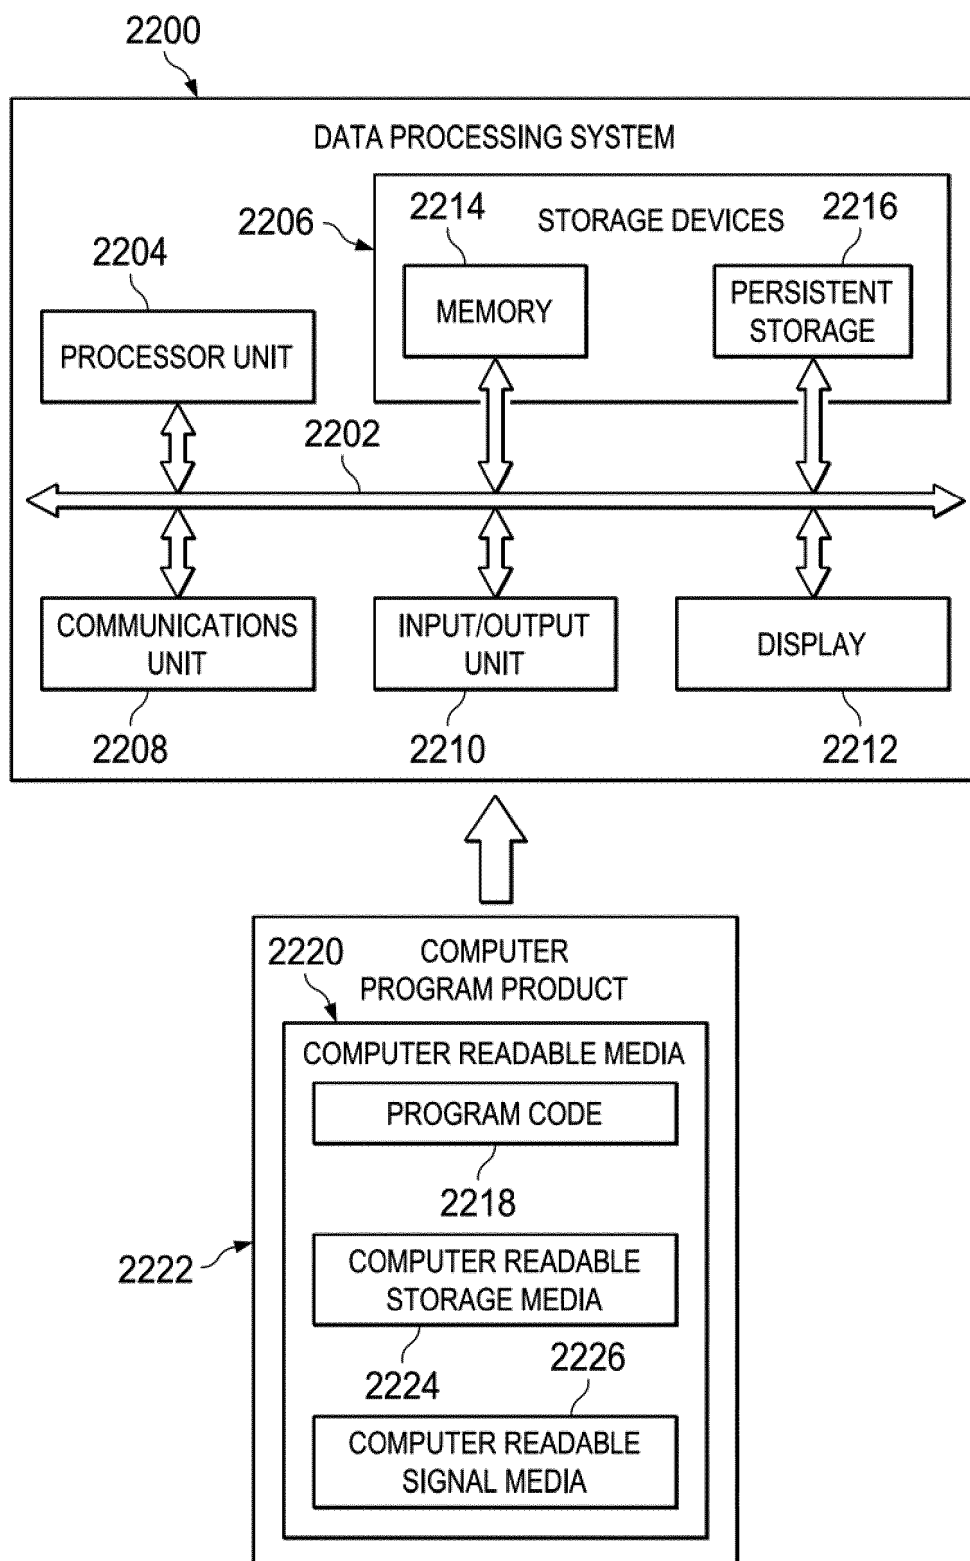 2200
DATA PROCESSING SYSTEM
2206
2214
STORAGE DEVICES
2216
2204
MEMORY
PERSISTENT
STORAGE
PROCESSOR UNIT
2202
COMMUNICATIONS
UNIT
INPUT/OUTPUT
UNIT
DISPLAY
2208
2210
2212
2220
COMPUTER
PROGRAM PRODUCT
COMPUTER READABLE MEDIA
PROGRAM CODE
2218
2222
COMPUTER READABLE
STORAGE MEDIA
2224
2226
COMPUTER READABLE
SIGNAL MEDIA